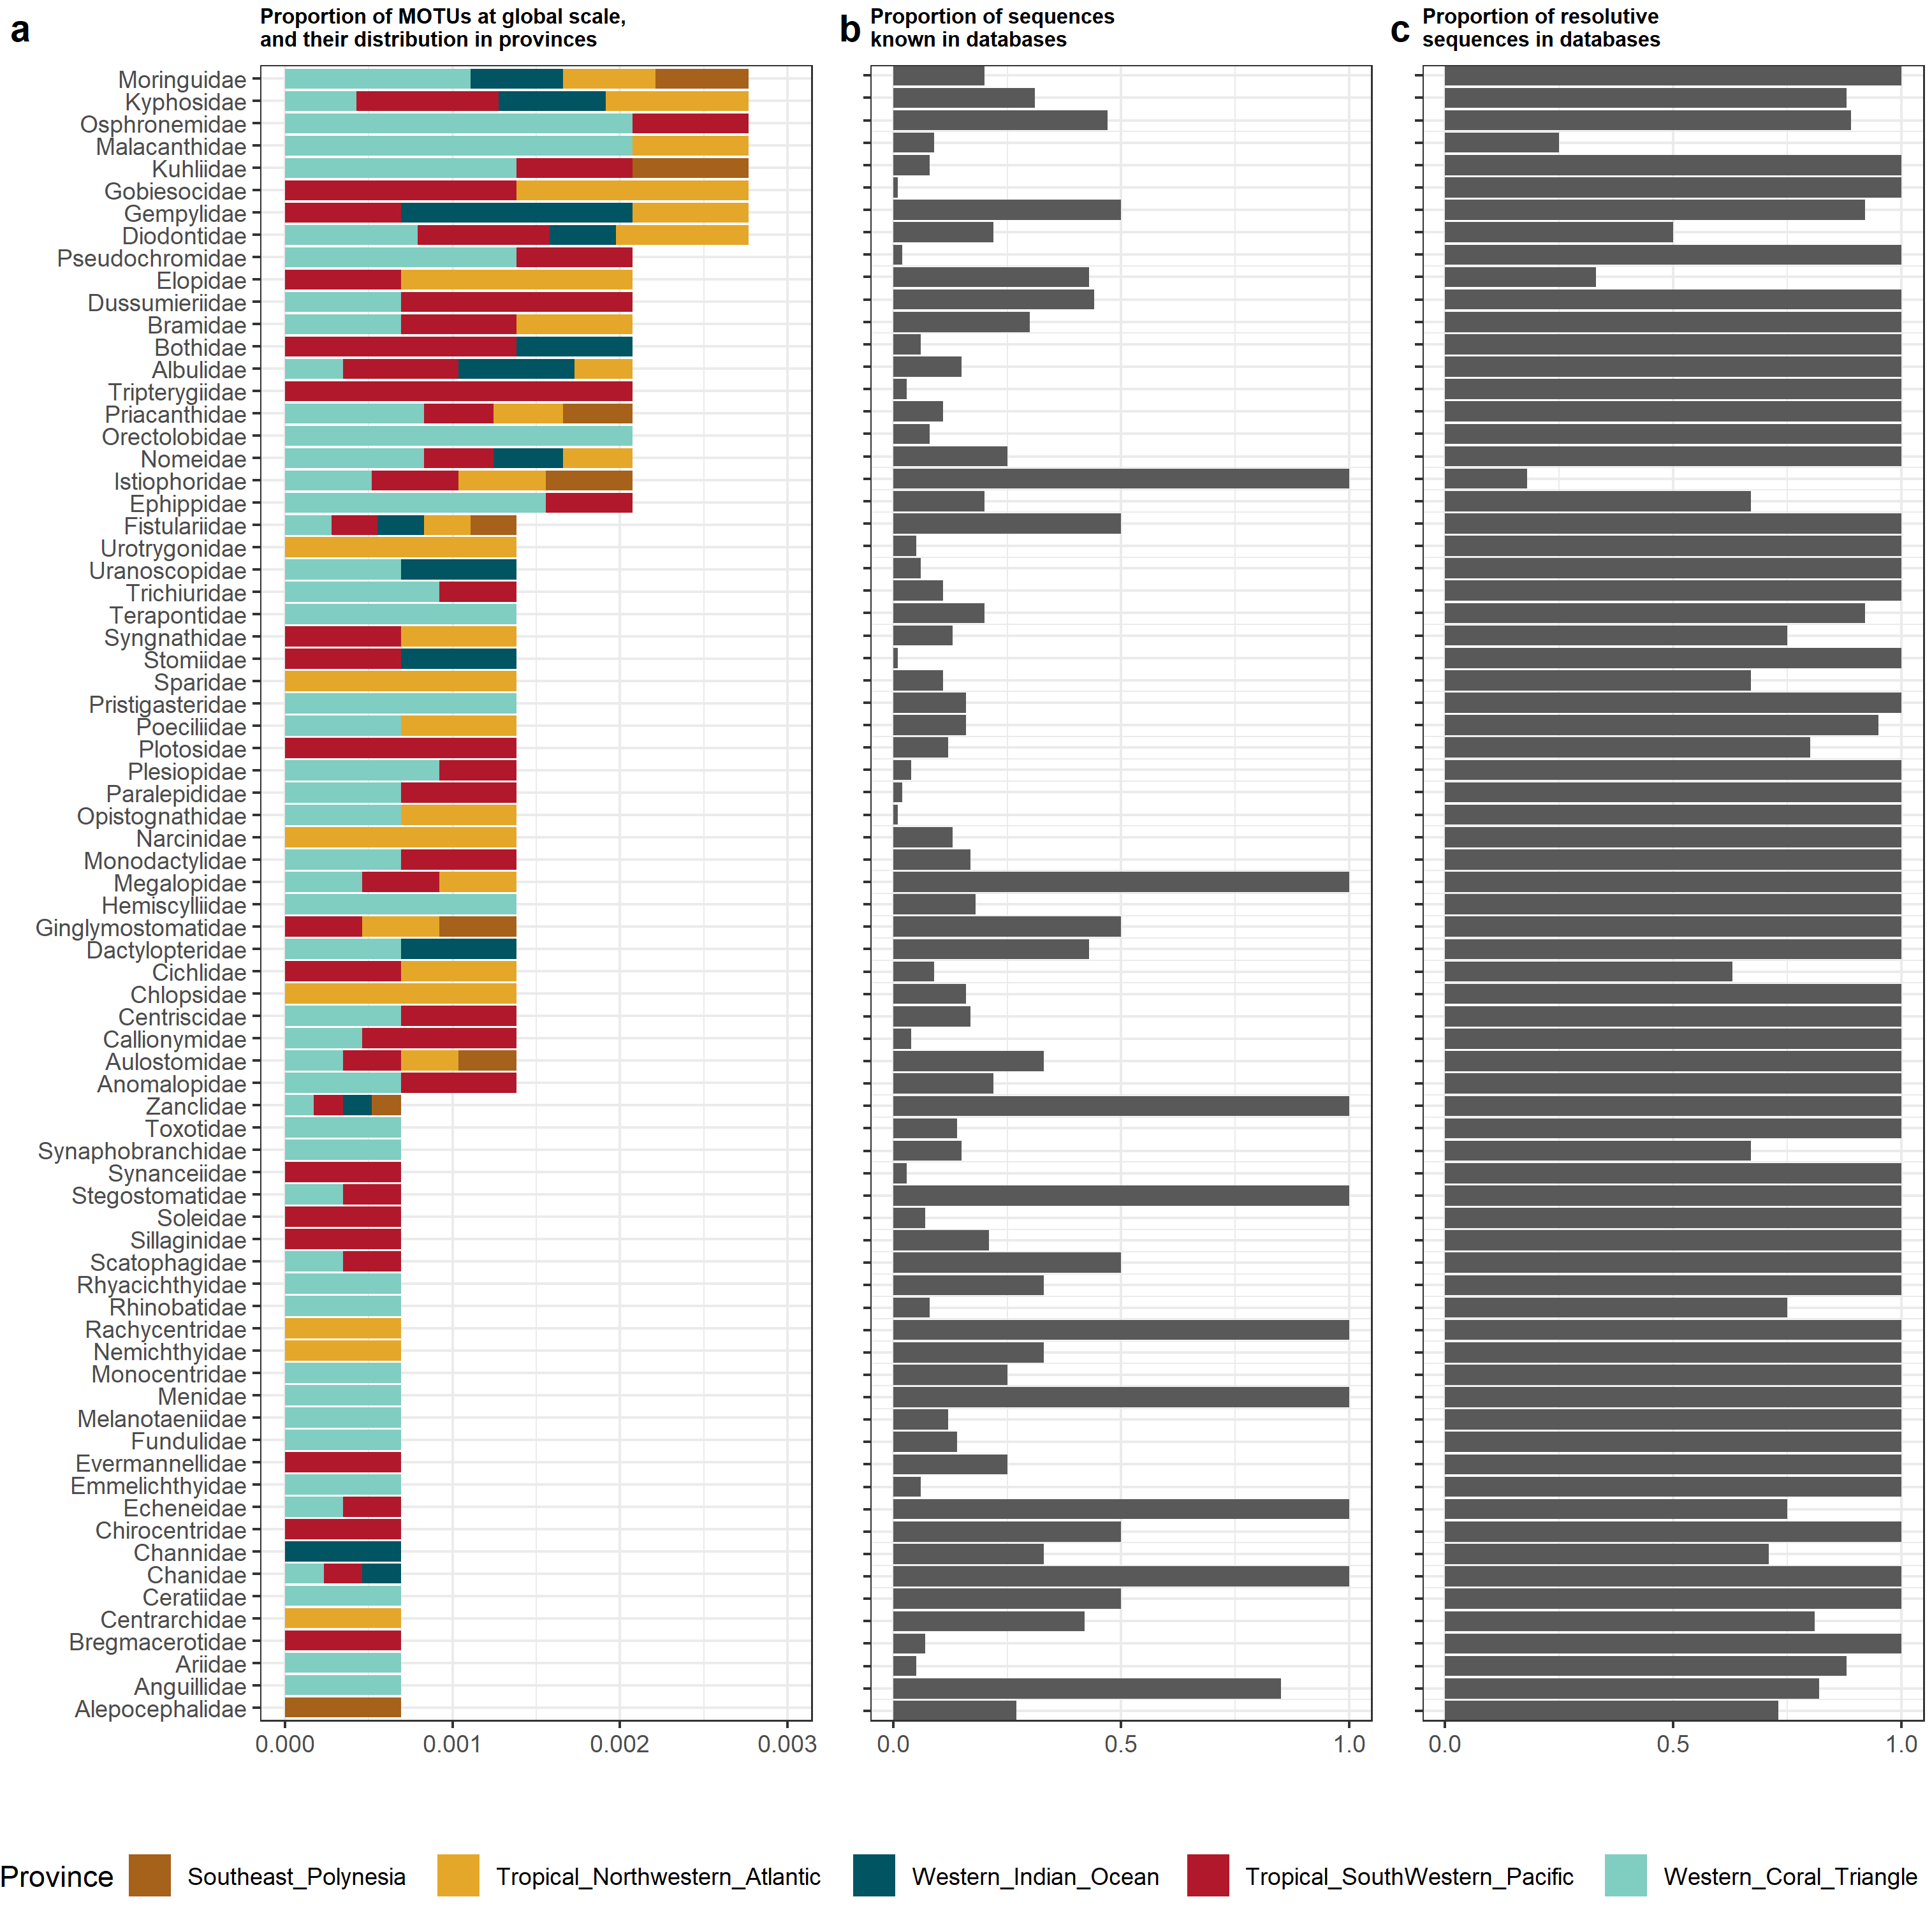 a
Proportion of MOTUs at global scale,
and their distribution in provinces
b
Proportion of sequences
known in databases
c
Proportion of resolutive
sequences in databases
Moringuidae
Kyphosidae
Osphronemidae
Malacanthidae
Kuhliidae
Gobiesocidae
Gempylidae
Diodontidae
Pseudochromidae
Elopidae
Dussumieriidae
Bramidae
Bothidae
Albulidae
Tripterygiidae
Priacanthidae
Orectolobidae
Nomeidae
Istiophoridae
Ephippidae
Fistulariidae
Urotrygonidae
Uranoscopidae
Trichiuridae
Terapontidae
Syngnathidae
Stomiidae
Sparidae
Pristigasteridae
Poeciliidae
Plotosidae
Plesiopidae
Paralepididae
Opistognathidae
Narcinidae
Monodactylidae
Megalopidae
Hemiscylliidae
Ginglymostomatidae
Dactylopteridae
Cichlidae
Chlopsidae
Centriscidae
Callionymidae
Aulostomidae
Anomalopidae
Zanclidae
Toxotidae
Synaphobranchidae
Synanceiidae
Stegostomatidae
Soleidae
Sillaginidae
Scatophagidae
Rhyacichthyidae
Rhinobatidae
Rachycentridae
Nemichthyidae
Monocentridae
Menidae
Melanotaeniidae
Fundulidae
Evermannellidae
Emmelichthyidae
Echeneidae
Chirocentridae
Channidae
Chanidae
Ceratiidae
Centrarchidae
Bregmacerotidae
Ariidae
Anguillidae
Alepocephalidae
0.000 0.001 0.002 0.003
0.0 0.5 1.0
0.0 0.5 1.0
Province Southeast_Polynesia Tropical_Northwestern_Atlantic Western_Indian_Ocean Tropical_SouthWestern_Pacific Western_Coral_Triangle